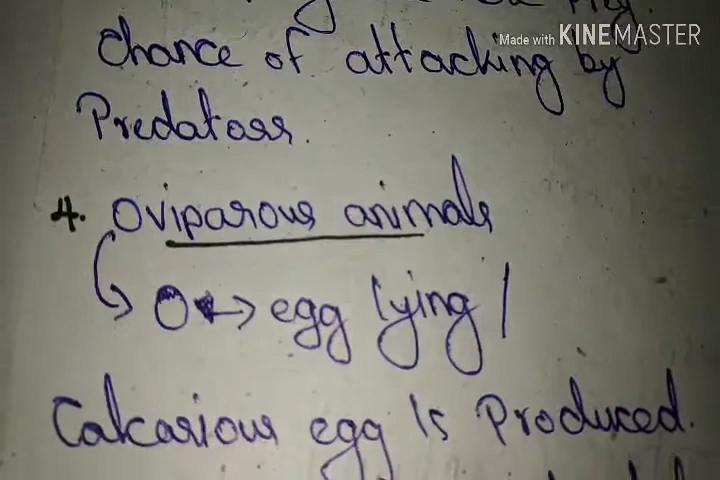 Made with KINEMASTER
chance of attacking by
Predatoss.
4. Oviparous animals
O ↔ egg lying /
Calcarious egg is Produced.